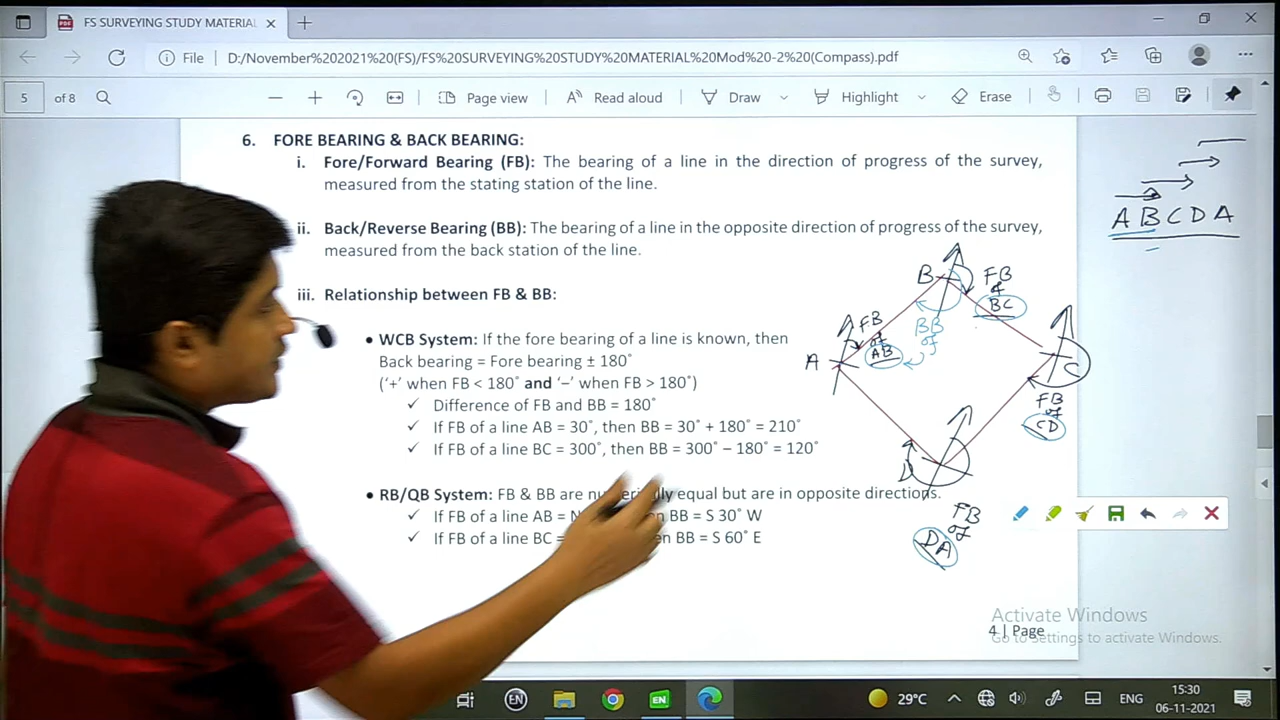 FS SURVEYING STUDY MATERIAL
File
D:/November%202021%20(FS)/FS%20SURVEYING%20STUDY%20MATERIAL%20Mod%20-2%20(Compass).pdf
5 of 8
Page view
Read aloud
Draw
Highlight
Erase
6. FORE BEARING & BACK BEARING:
i. Fore/Forward Bearing (FB): The bearing of a line in the direction of progress of the survey,
measured from the stating station of the line.
ii. Back/Reverse Bearing (BB): The bearing of a line in the opposite direction of progress of the survey,
measured from the back station of the line.
iii. Relationship between FB & BB:
• WCB System: If the fore bearing of a line is known, then
Back bearing = Fore bearing ± 180˚
('+' when FB < 180˚ and '–' when FB > 180˚)
✓ Difference of FB and BB = 180˚
✓ If FB of a line AB = 30˚, then BB = 30˚ + 180˚ = 210˚
✓ If FB of a line BC = 300˚, then BB = 300˚ – 180˚ = 120˚
• RB/QB System: FB & BB are numerically equal but are in opposite directions.
✓ If FB of a line AB = N BB = S 30˚ W
✓ If FB of a line BC = BB = S 60˚ E
A B C D A
B
FB
of
BC
A
FB
of
AB
BB
of
C
FB
of
CD
D
FB
of
DA
Activate Windows
Go to Settings to activate Windows.
4 | Page
EN
EN
29°C
ENG
15:30
06-11-2021